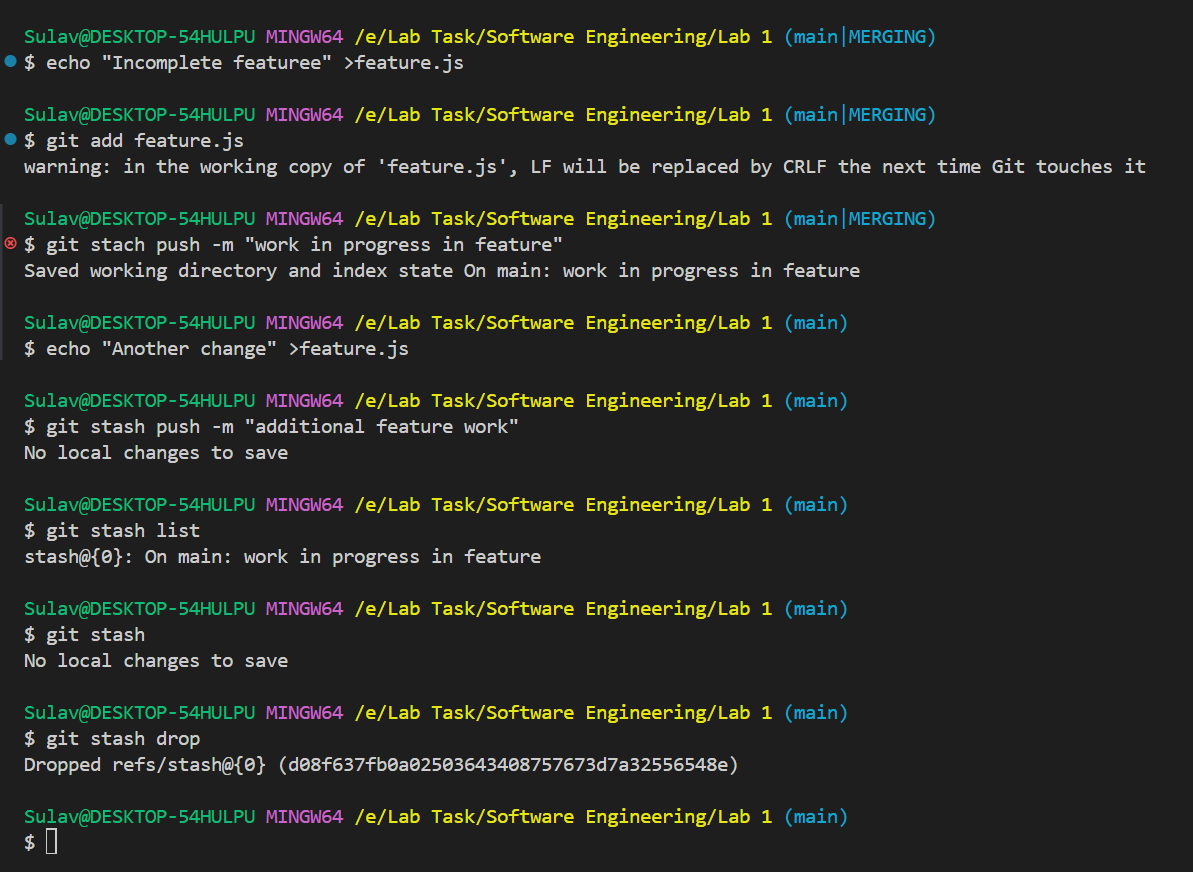 Sulav@DESKTOP-54HULPU MINGW64 /e/Lab Task/Software Engineering/Lab 1 (main|MERGING)
$ echo "Incomplete featuree" >feature.js
Sulav@DESKTOP-54HULPU MINGW64 /e/Lab Task/Software Engineering/Lab 1 (main|MERGING)
$ git add feature.js
warning: in the working copy of 'feature.js', LF will be replaced by CRLF the next time Git touches it
Sulav@DESKTOP-54HULPU MINGW64 /e/Lab Task/Software Engineering/Lab 1 (main|MERGING)
$ git stach push -m "work in progress in feature"
Saved working directory and index state On main: work in progress in feature
Sulav@DESKTOP-54HULPU MINGW64 /e/Lab Task/Software Engineering/Lab 1 (main)
$ echo "Another change" >feature.js
Sulav@DESKTOP-54HULPU MINGW64 /e/Lab Task/Software Engineering/Lab 1 (main)
$ git stash push -m "additional feature work"
No local changes to save
Sulav@DESKTOP-54HULPU MINGW64 /e/Lab Task/Software Engineering/Lab 1 (main)
$ git stash list
stash@{0}: On main: work in progress in feature
Sulav@DESKTOP-54HULPU MINGW64 /e/Lab Task/Software Engineering/Lab 1 (main)
$ git stash
No local changes to save
Sulav@DESKTOP-54HULPU MINGW64 /e/Lab Task/Software Engineering/Lab 1 (main)
$ git stash drop
Dropped refs/stash@{0} (d08f637fb0a02503643408757673d7a32556548e)
Sulav@DESKTOP-54HULPU MINGW64 /e/Lab Task/Software Engineering/Lab 1 (main)
$